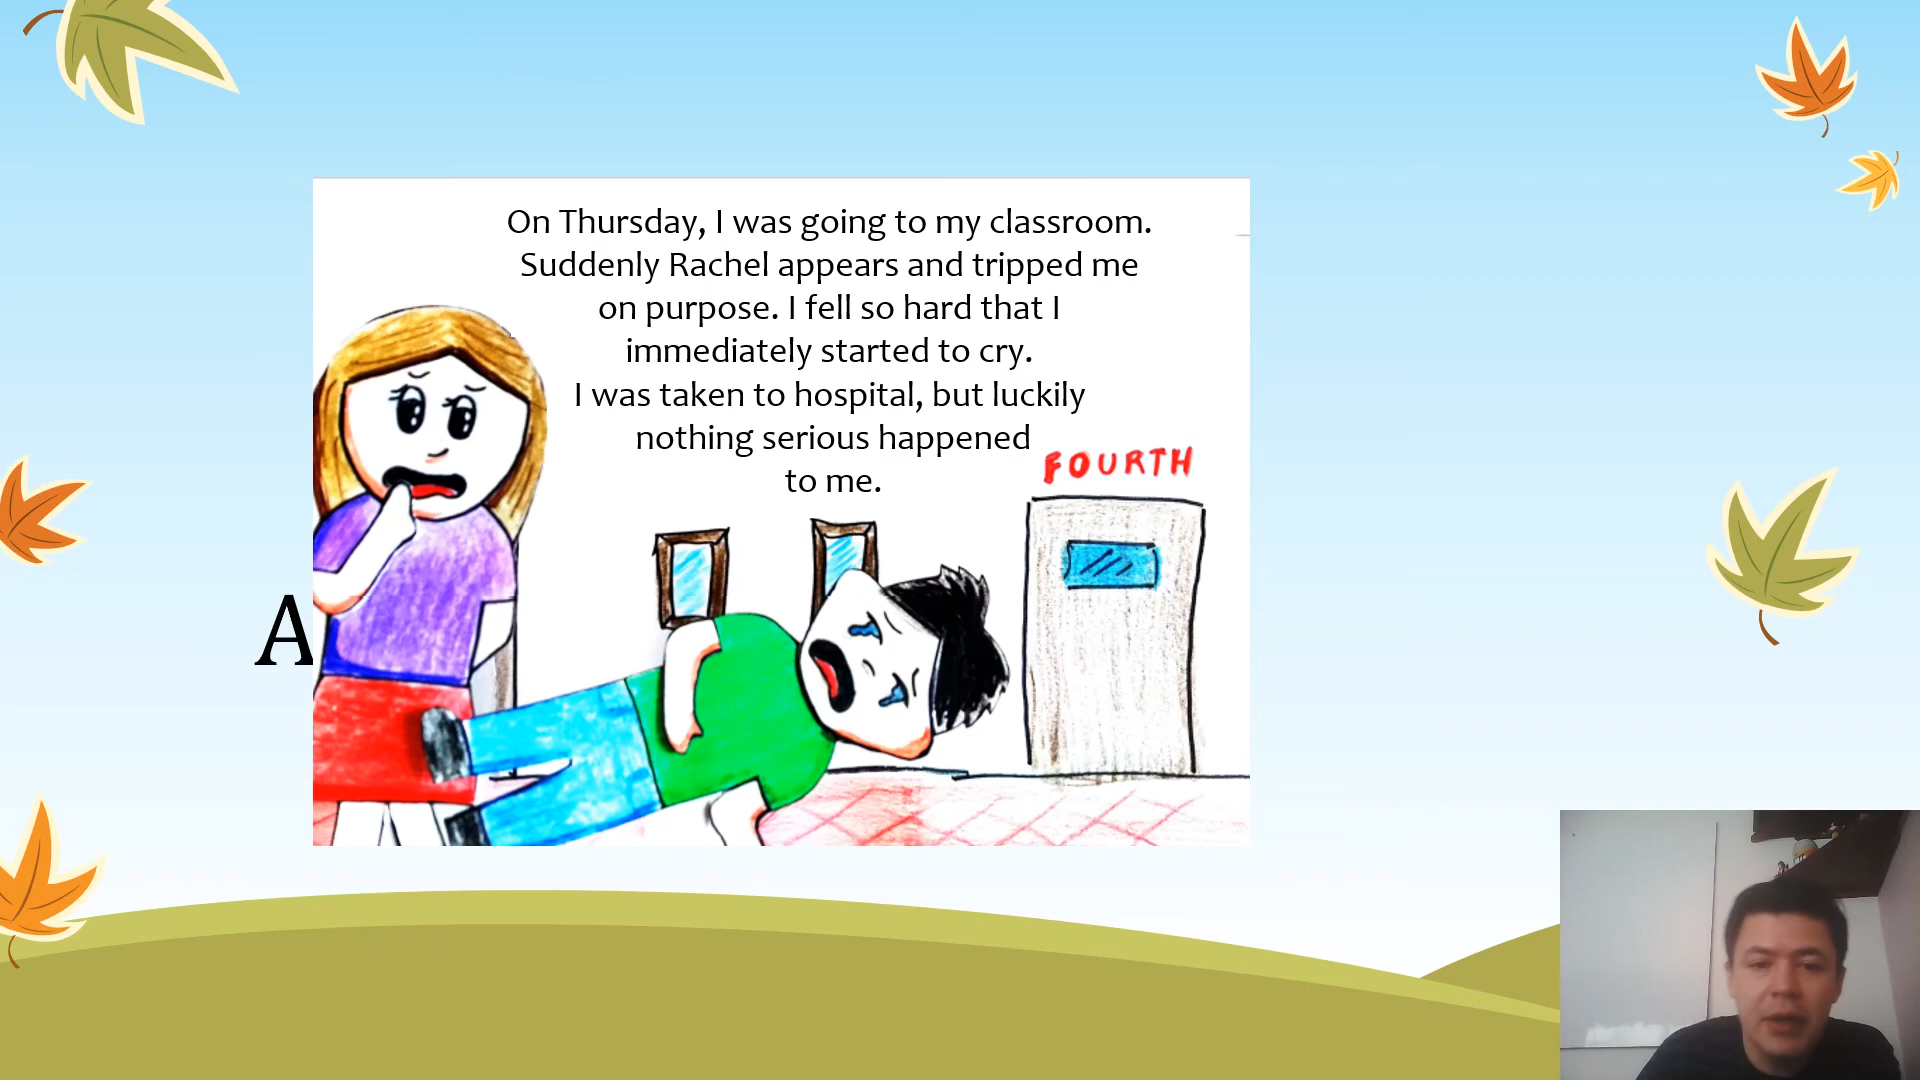 On Thursday, I was going to my classroom.
Suddenly Rachel appears and tripped me
on purpose. I fell so hard that I
immediately started to cry.
I was taken to hospital, but luckily
nothing serious happened
to me.
FOURTH
A